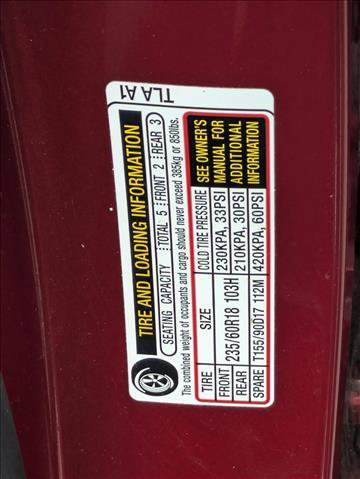 TLA A1
TIRE AND LOADING INFORMATION
SEATING CAPACITY TOTAL 5 FRONT 2 REAR 3
The combined weight of occupants and cargo should never exceed 385kg or 850lbs.
TIRE SIZE COLD TIRE PRESSURE SEE OWNER'S MANUAL FOR ADDITIONAL INFORMATION
FRONT 235/60R18 103H 230KPA, 33PSI
REAR 210KPA, 30PSI
SPARE T155/90D17 112M 420KPA, 60PSI